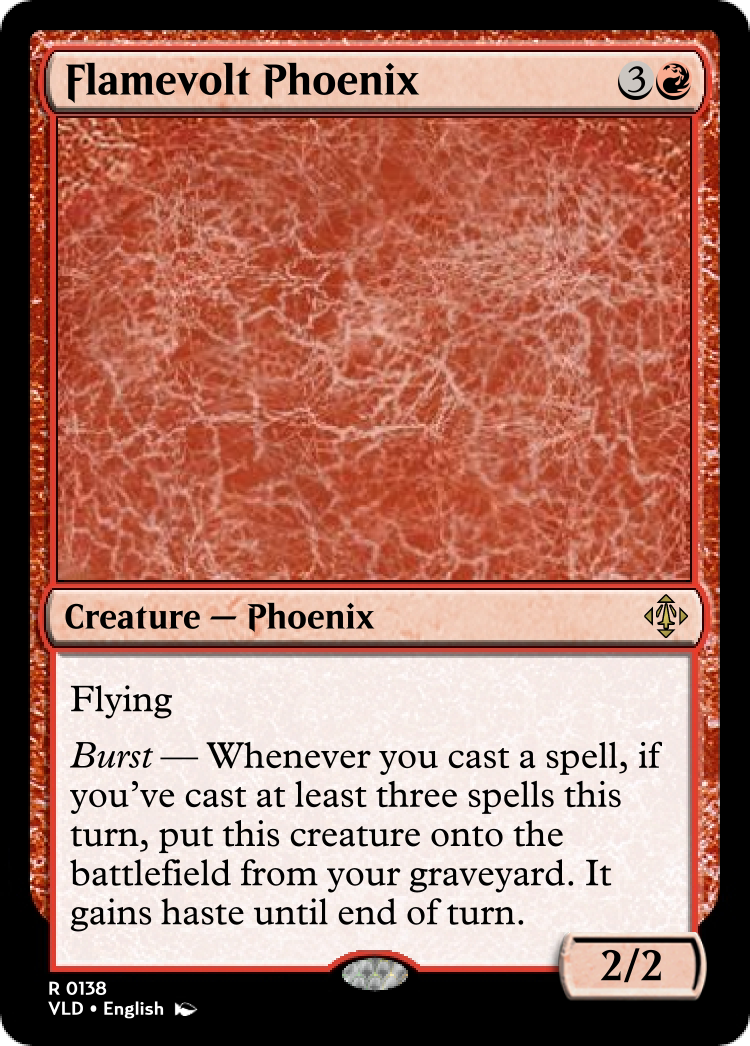 Flamevolt Phoenix 3
Creature — Phoenix
Flying
Burst — Whenever you cast a spell, if
you’ve cast at least three spells this
turn, put this creature onto the
battlefield from your graveyard. It
gains haste until end of turn.
2/2
R 0138
VLD • English